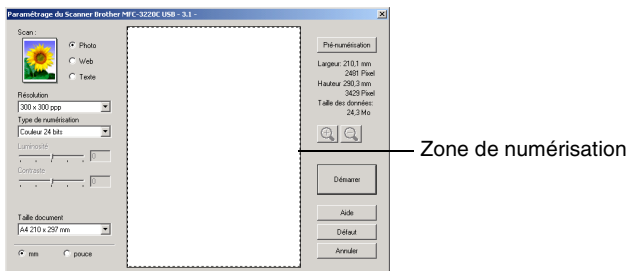 Paramétrage du Scanner Brother MFC-3220C USB - 3.1 -
Scan :
Photo
Web
Texte
Résolution
300 x 300 ppp
Type de numérisation
Couleur 24 bits
Luminosité
0
Contraste
0
Taille document
A4 210 x 297 mm
mm
pouce
Pré-numérisation
Largeur: 210,1 mm
2481 Pixel
Hauteur 290,3 mm
3429 Pixel
Taille des données:
24,3 Mo
Démarrer
Aide
Défaut
Annuler
Zone de numérisation